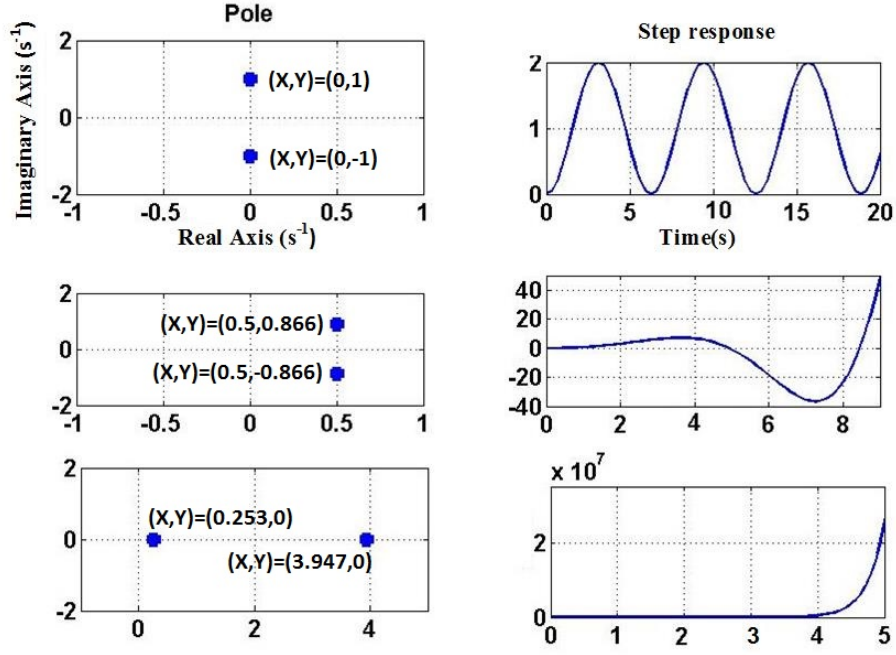 Pole
Imaginary Axis (s⁻¹)
2
0
-2
(X,Y)=(0,1)
(X,Y)=(0,-1)
-1 -0.5 0 0.5 1
Real Axis (s⁻¹)
Step response
2
1
0
0 5 10 15 20
Time(s)
2
0
-2
(X,Y)=(0.5,0.866)
(X,Y)=(0.5,-0.866)
-1 -0.5 0 0.5 1
40
20
0
-20
-40
0 2 4 6 8
2
0
-2
(X,Y)=(0.253,0)
(X,Y)=(3.947,0)
0 2 4
x 10⁷
2
0
0 1 2 3 4 5